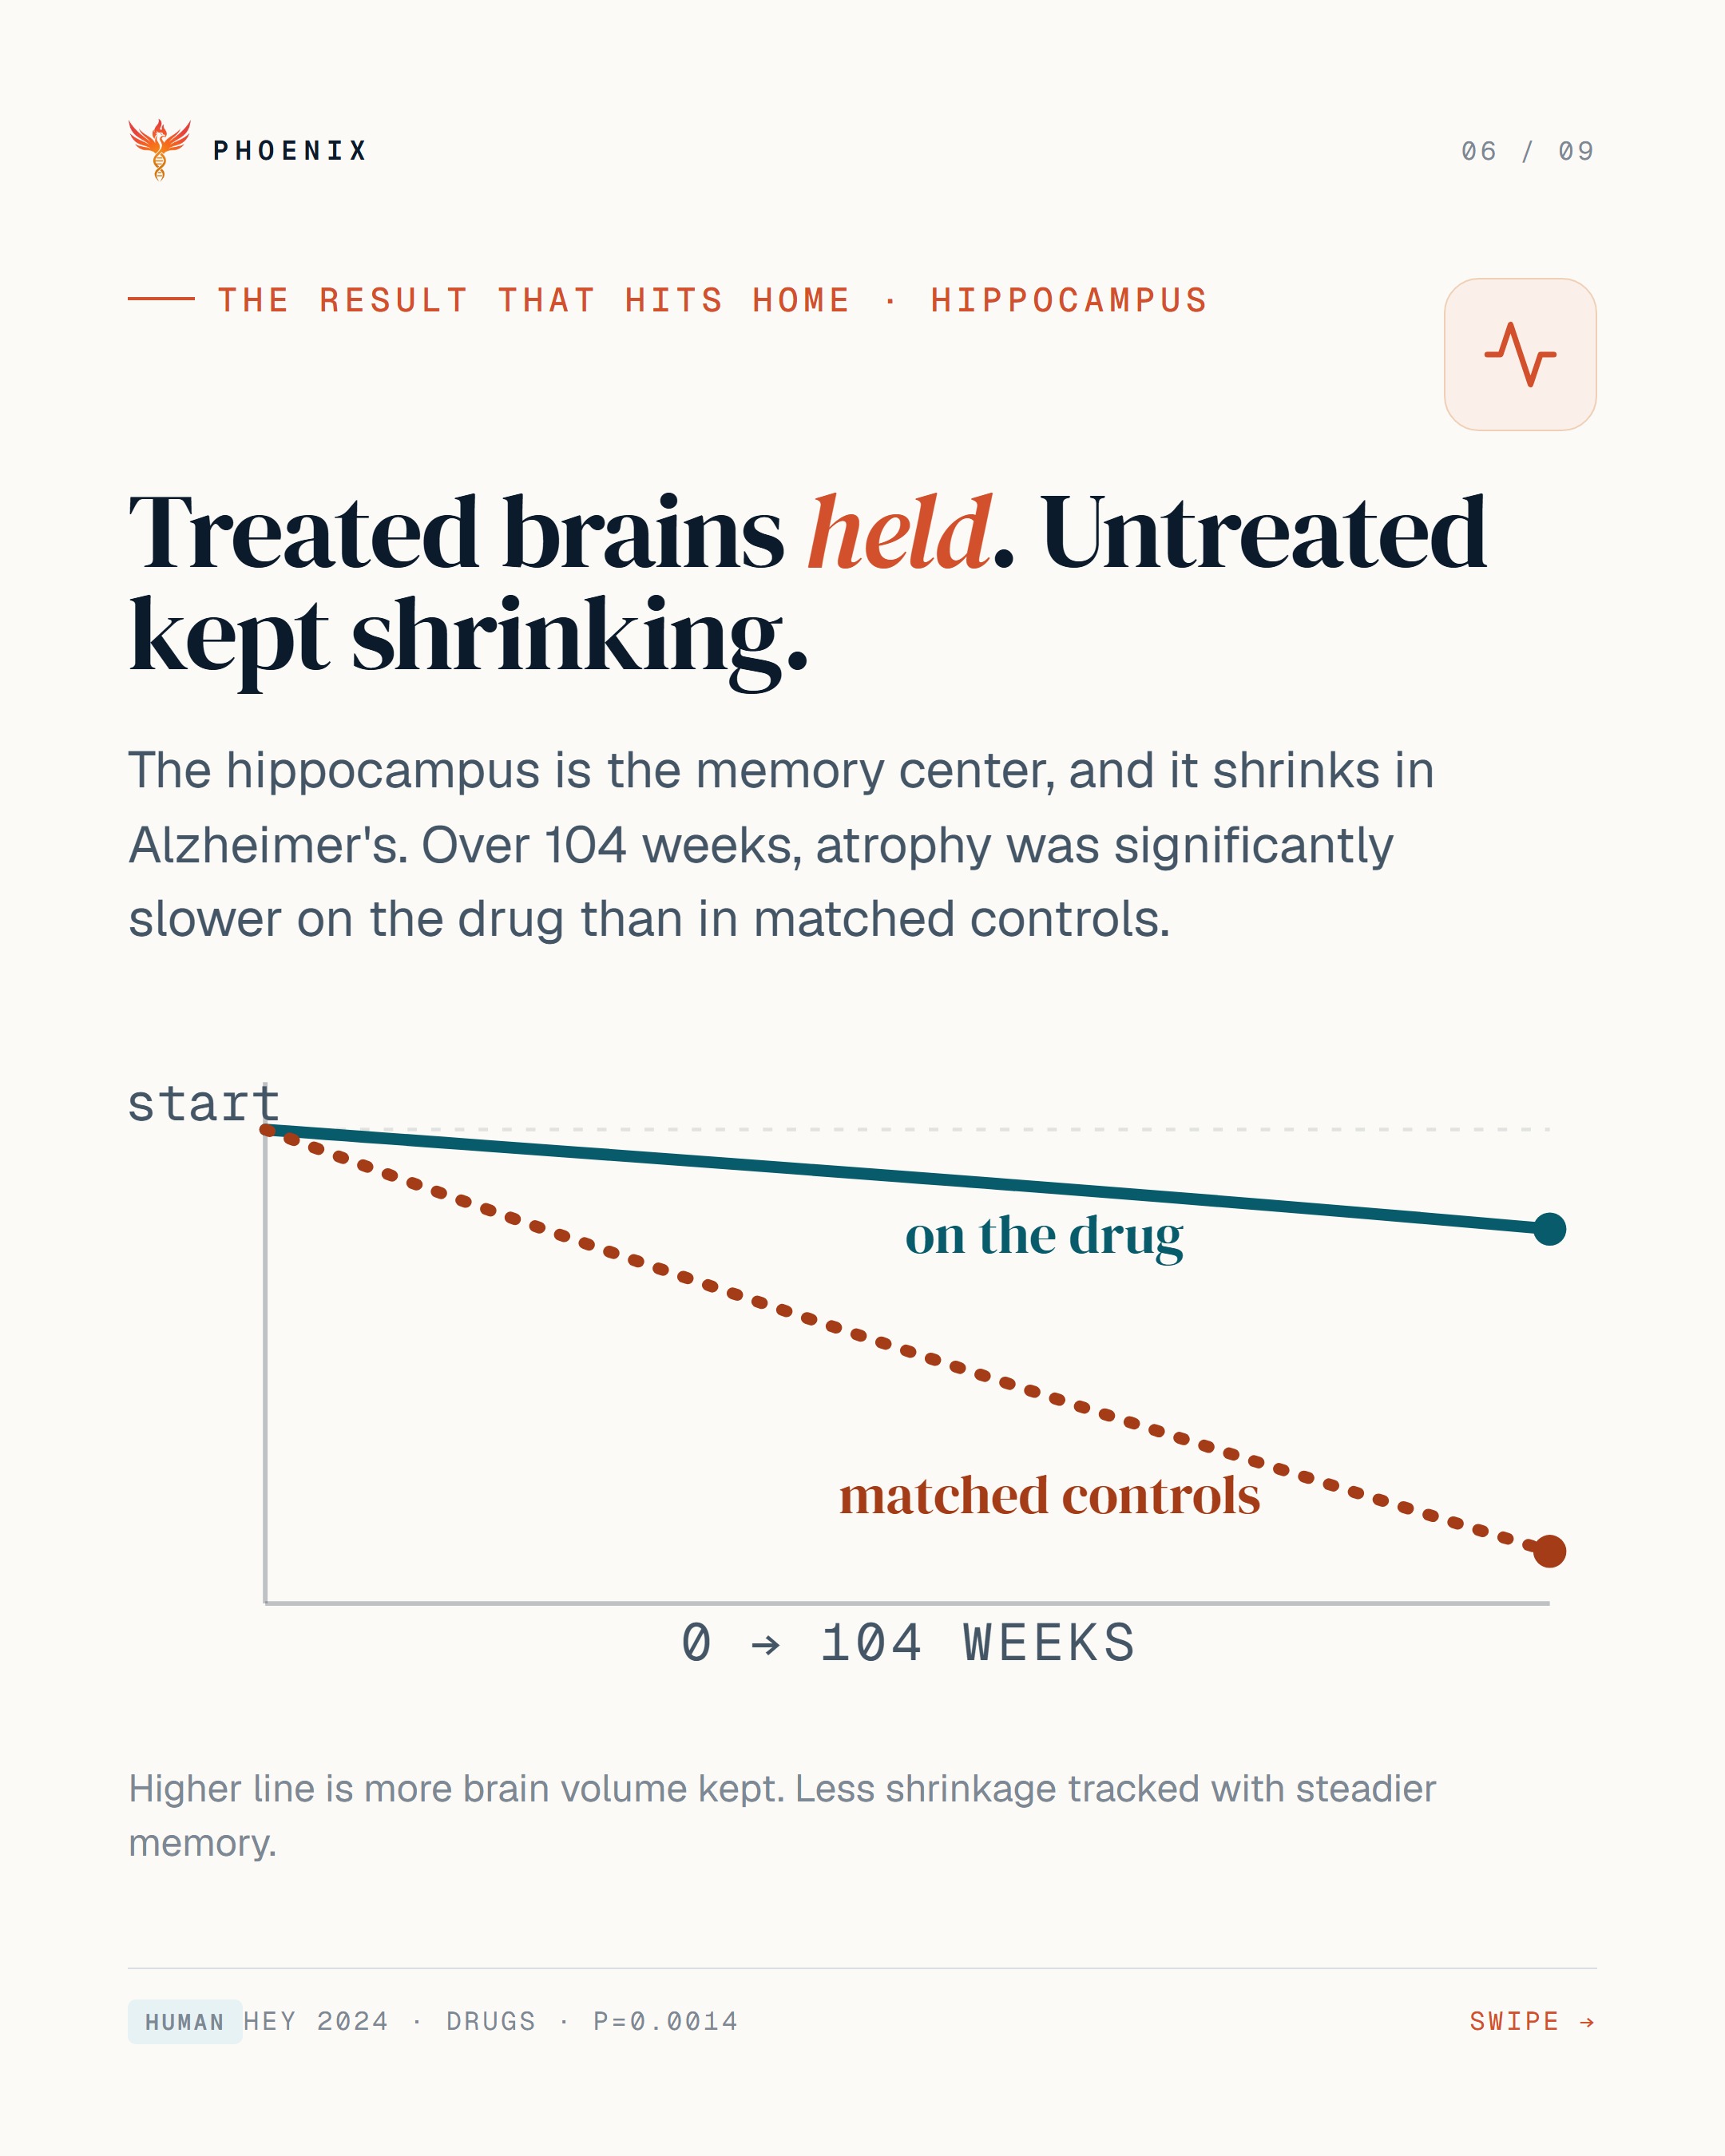 PHOENIX
06 / 09
THE RESULT THAT HITS HOME · HIPPOCAMPUS
Treated brains held. Untreated
kept shrinking.
The hippocampus is the memory center, and it shrinks in
Alzheimer's. Over 104 weeks, atrophy was significantly
slower on the drug than in matched controls.
start
on the drug
matched controls
0 → 104 WEEKS
Higher line is more brain volume kept. Less shrinkage tracked with steadier
memory.
HUMAN HEY 2024 · DRUGS · P=0.0014
SWIPE →